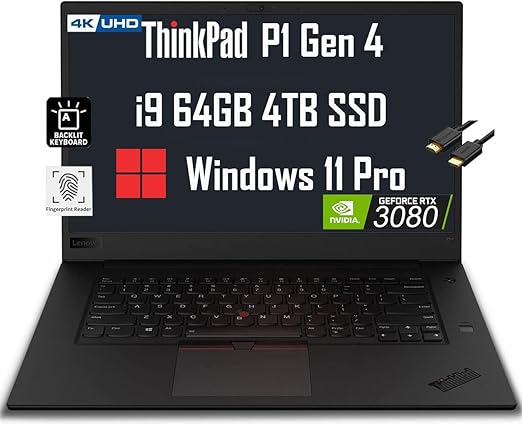 4K UHD
ThinkPad P1 Gen 4
i9 64GB 4TB SSD
Windows 11 Pro
A
BACKLIT
KEYBOARD
Fingerprint Reader
NVIDIA.
GEFORCE RTX
3080
Lenovo
ThinkPad